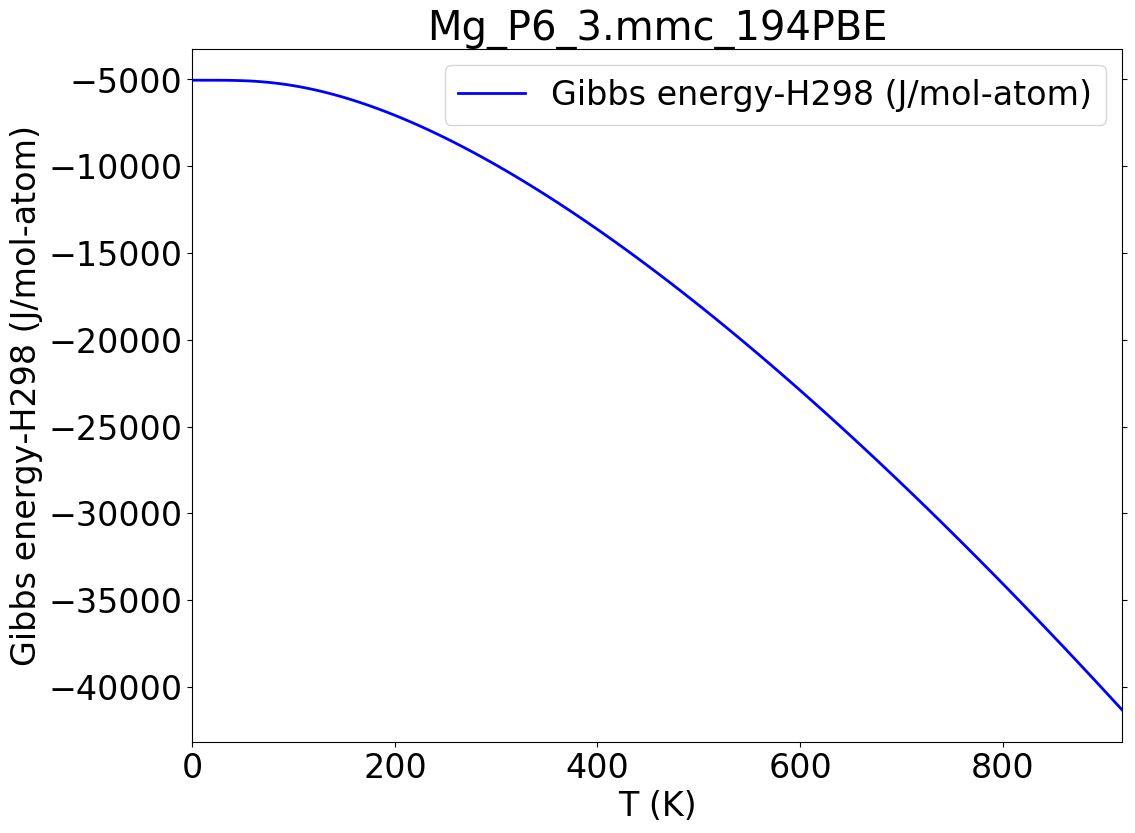 Mg_P6_3.mmc_194PBE
Gibbs energy-H298 (J/mol-atom)
Gibbs energy-H298 (J/mol-atom)
−5000
−10000
−15000
−20000
−25000
−30000
−35000
−40000
0 200 400 600 800
T (K)